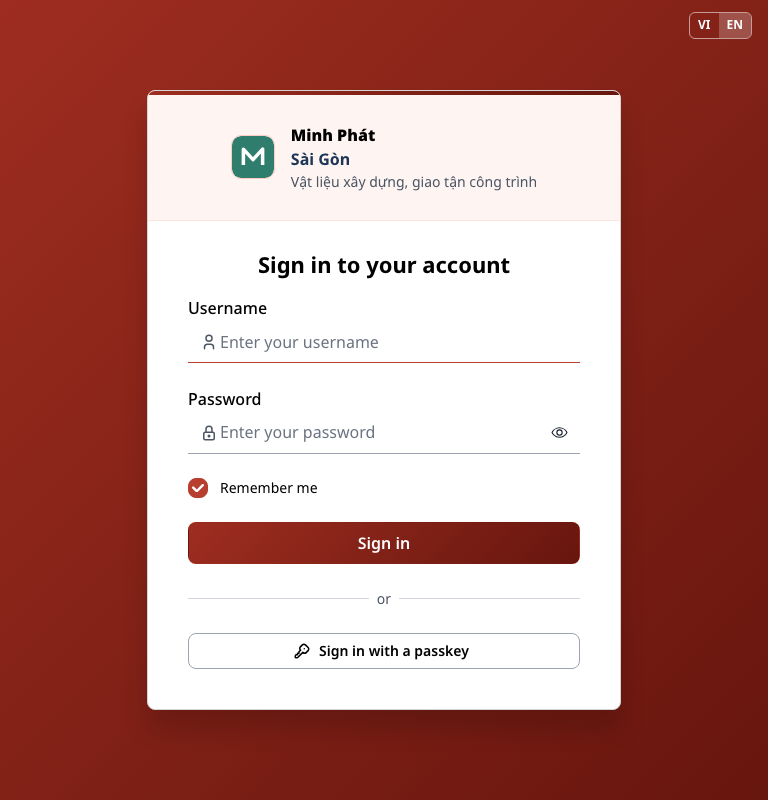 VI EN
Minh Phát
Sài Gòn
Vật liệu xây dựng, giao tận công trình
Sign in to your account
Username
Enter your username
Password
Enter your password
Remember me
Sign in
or
Sign in with a passkey